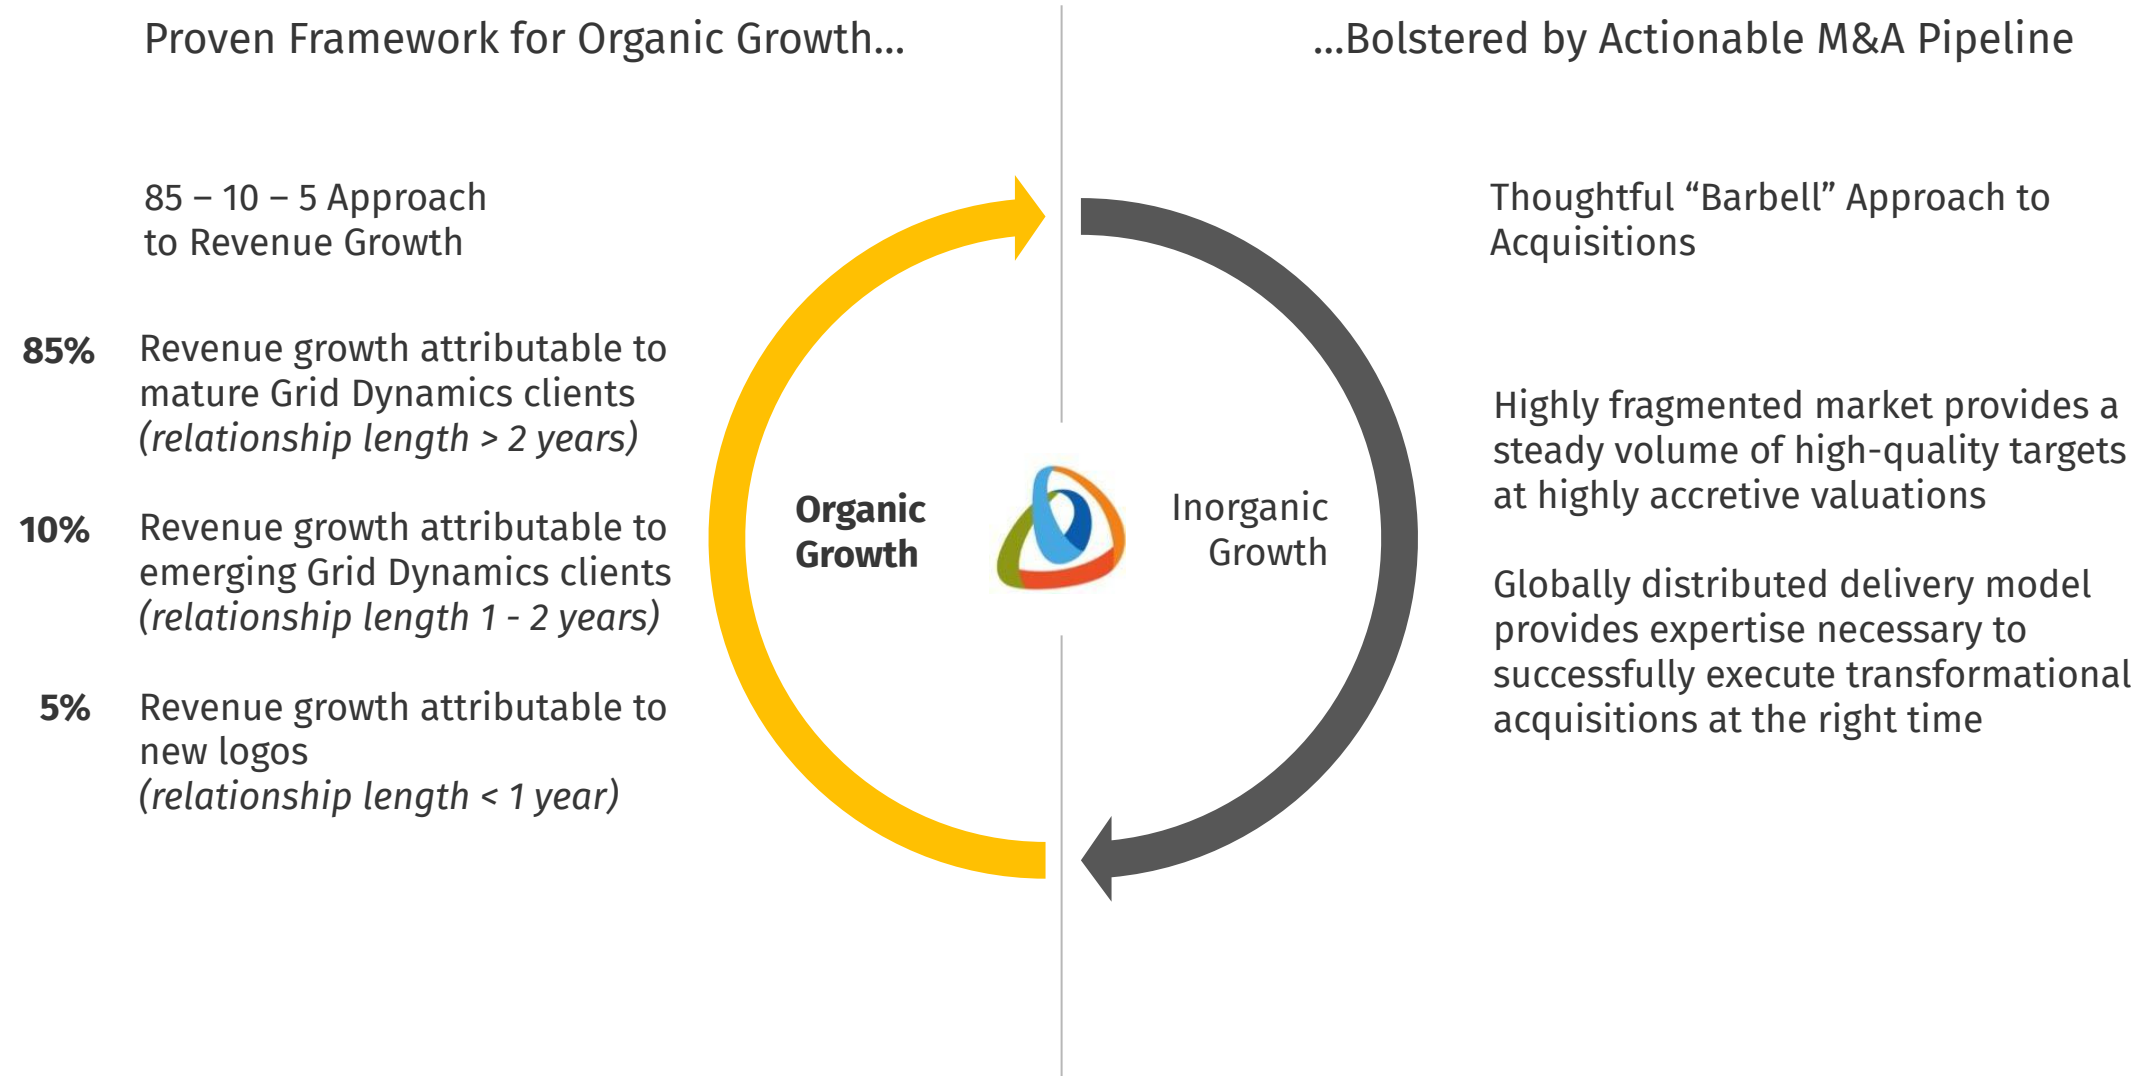 Proven Framework for Organic Growth...
...Bolstered by Actionable M&A Pipeline
85 – 10 – 5 Approach
to Revenue Growth
85%
Revenue growth attributable to
mature Grid Dynamics clients
(relationship length > 2 years)
10%
Revenue growth attributable to
emerging Grid Dynamics clients
(relationship length 1 - 2 years)
5%
Revenue growth attributable to
new logos
(relationship length < 1 year)
Organic
Growth
Inorganic
Growth
Thoughtful “Barbell” Approach to
Acquisitions
Highly fragmented market provides a
steady volume of high-quality targets
at highly accretive valuations
Globally distributed delivery model
provides expertise necessary to
successfully execute transformational
acquisitions at the right time